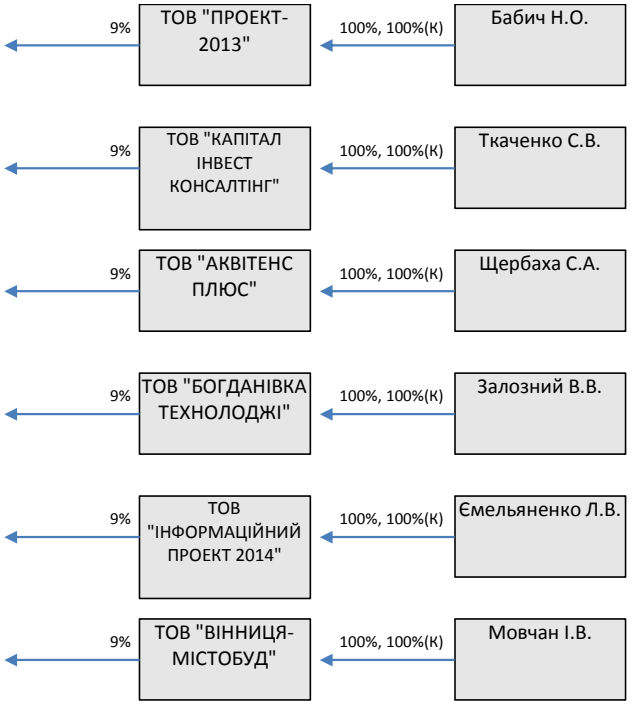 9%
ТОВ "ПРОЕКТ-
2013"
100%, 100%(К)
Бабич Н.О.
9%
ТОВ "КАПІТАЛ
ІНВЕСТ
КОНСАЛТІНГ"
100%, 100%(К)
Ткаченко С.В.
9%
ТОВ "АКВІТЕНС
ПЛЮС"
100%, 100%(К)
Щербаха С.А.
9%
ТОВ "БОГДАНІВКА
ТЕХНОЛОДЖІ"
100%, 100%(К)
Залозний В.В.
9%
ТОВ
"ІНФОРМАЦІЙНИЙ
ПРОЕКТ 2014"
100%, 100%(К)
Ємельяненко Л.В.
9%
ТОВ "ВІННИЦЯ-
МІСТОБУД"
100%, 100%(К)
Мовчан І.В.